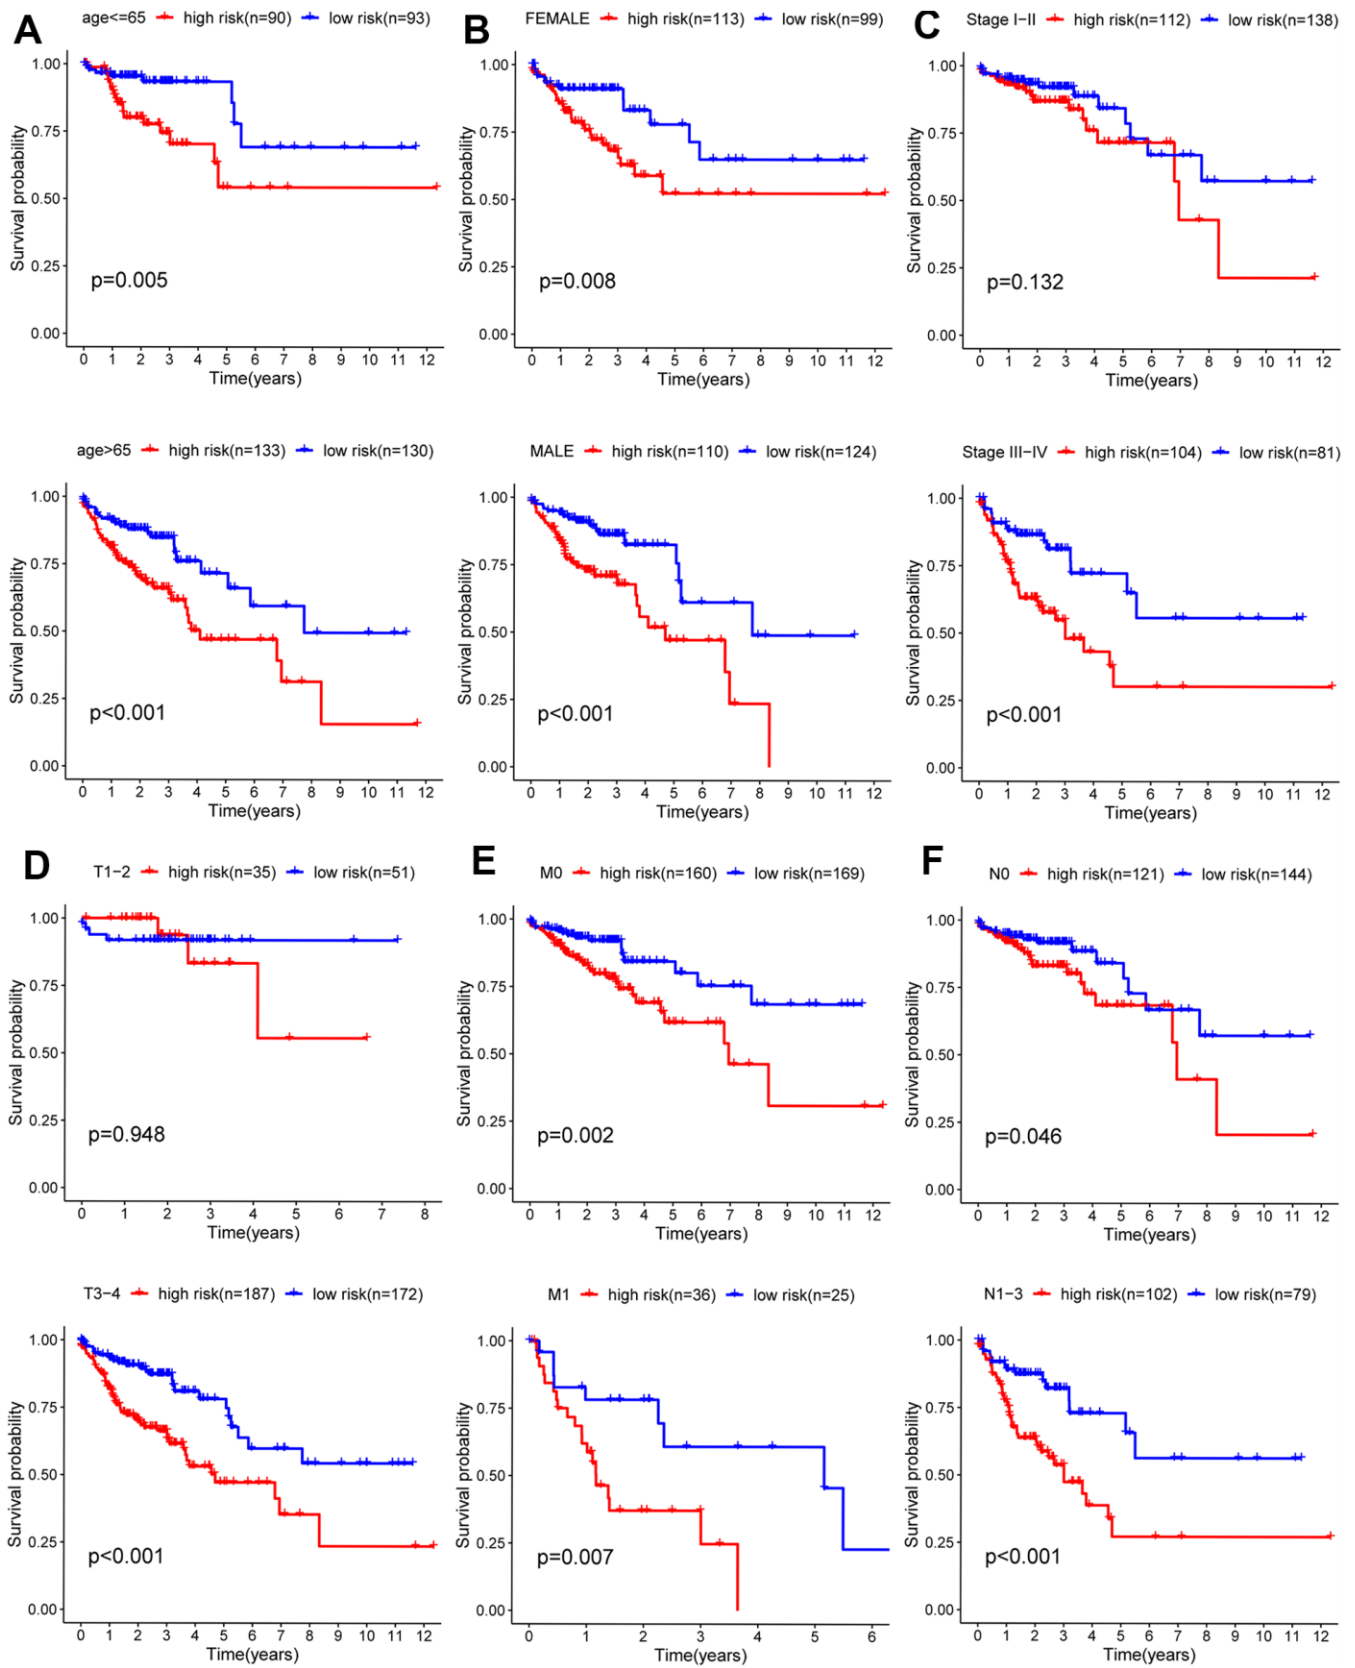 A
age<=65 high risk(n=90) low risk(n=93)
Survival probability
1.00
0.75
0.50
0.25
0.00
p=0.005
0 1 2 3 4 5 6 7 8 9 10 11 12
Time(years)
B
FEMALE high risk(n=113) low risk(n=99)
Survival probability
1.00
0.75
0.50
0.25
0.00
p=0.008
0 1 2 3 4 5 6 7 8 9 10 11 12
Time(years)
C
Stage I−II high risk(n=112) low risk(n=138)
Survival probability
1.00
0.75
0.50
0.25
0.00
p=0.132
0 1 2 3 4 5 6 7 8 9 10 11 12
Time(years)
age>65 high risk(n=133) low risk(n=130)
Survival probability
1.00
0.75
0.50
0.25
0.00
p<0.001
0 1 2 3 4 5 6 7 8 9 10 11 12
Time(years)
MALE high risk(n=110) low risk(n=124)
Survival probability
1.00
0.75
0.50
0.25
0.00
p<0.001
0 1 2 3 4 5 6 7 8 9 10 11 12
Time(years)
Stage III−IV high risk(n=104) low risk(n=81)
Survival probability
1.00
0.75
0.50
0.25
0.00
p<0.001
0 1 2 3 4 5 6 7 8 9 10 11 12
Time(years)
D
T1−2 high risk(n=35) low risk(n=51)
Survival probability
1.00
0.75
0.50
0.25
0.00
p=0.948
0 1 2 3 4 5 6 7 8
Time(years)
E
M0 high risk(n=160) low risk(n=169)
Survival probability
1.00
0.75
0.50
0.25
0.00
p=0.002
0 1 2 3 4 5 6 7 8 9 10 11 12
Time(years)
F
N0 high risk(n=121) low risk(n=144)
Survival probability
1.00
0.75
0.50
0.25
0.00
p=0.046
0 1 2 3 4 5 6 7 8 9 10 11 12
Time(years)
T3−4 high risk(n=187) low risk(n=172)
Survival probability
1.00
0.75
0.50
0.25
0.00
p<0.001
0 1 2 3 4 5 6 7 8 9 10 11 12
Time(years)
M1 high risk(n=36) low risk(n=25)
Survival probability
1.00
0.75
0.50
0.25
0.00
p=0.007
0 1 2 3 4 5 6
Time(years)
N1−3 high risk(n=102) low risk(n=79)
Survival probability
1.00
0.75
0.50
0.25
0.00
p<0.001
0 1 2 3 4 5 6 7 8 9 10 11 12
Time(years)